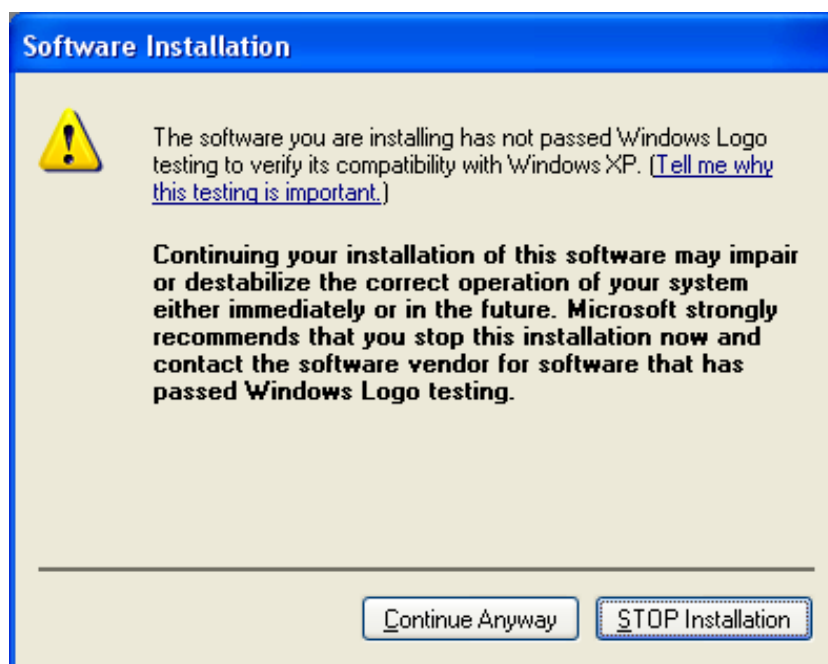 Software Installation
The software you are installing has not passed Windows Logo
testing to verify its compatibility with Windows XP. (Tell me why
this testing is important.)
Continuing your installation of this software may impair
or destabilize the correct operation of your system
either immediately or in the future. Microsoft strongly
recommends that you stop this installation now and
contact the software vendor for software that has
passed Windows Logo testing.
Continue Anyway STOP Installation